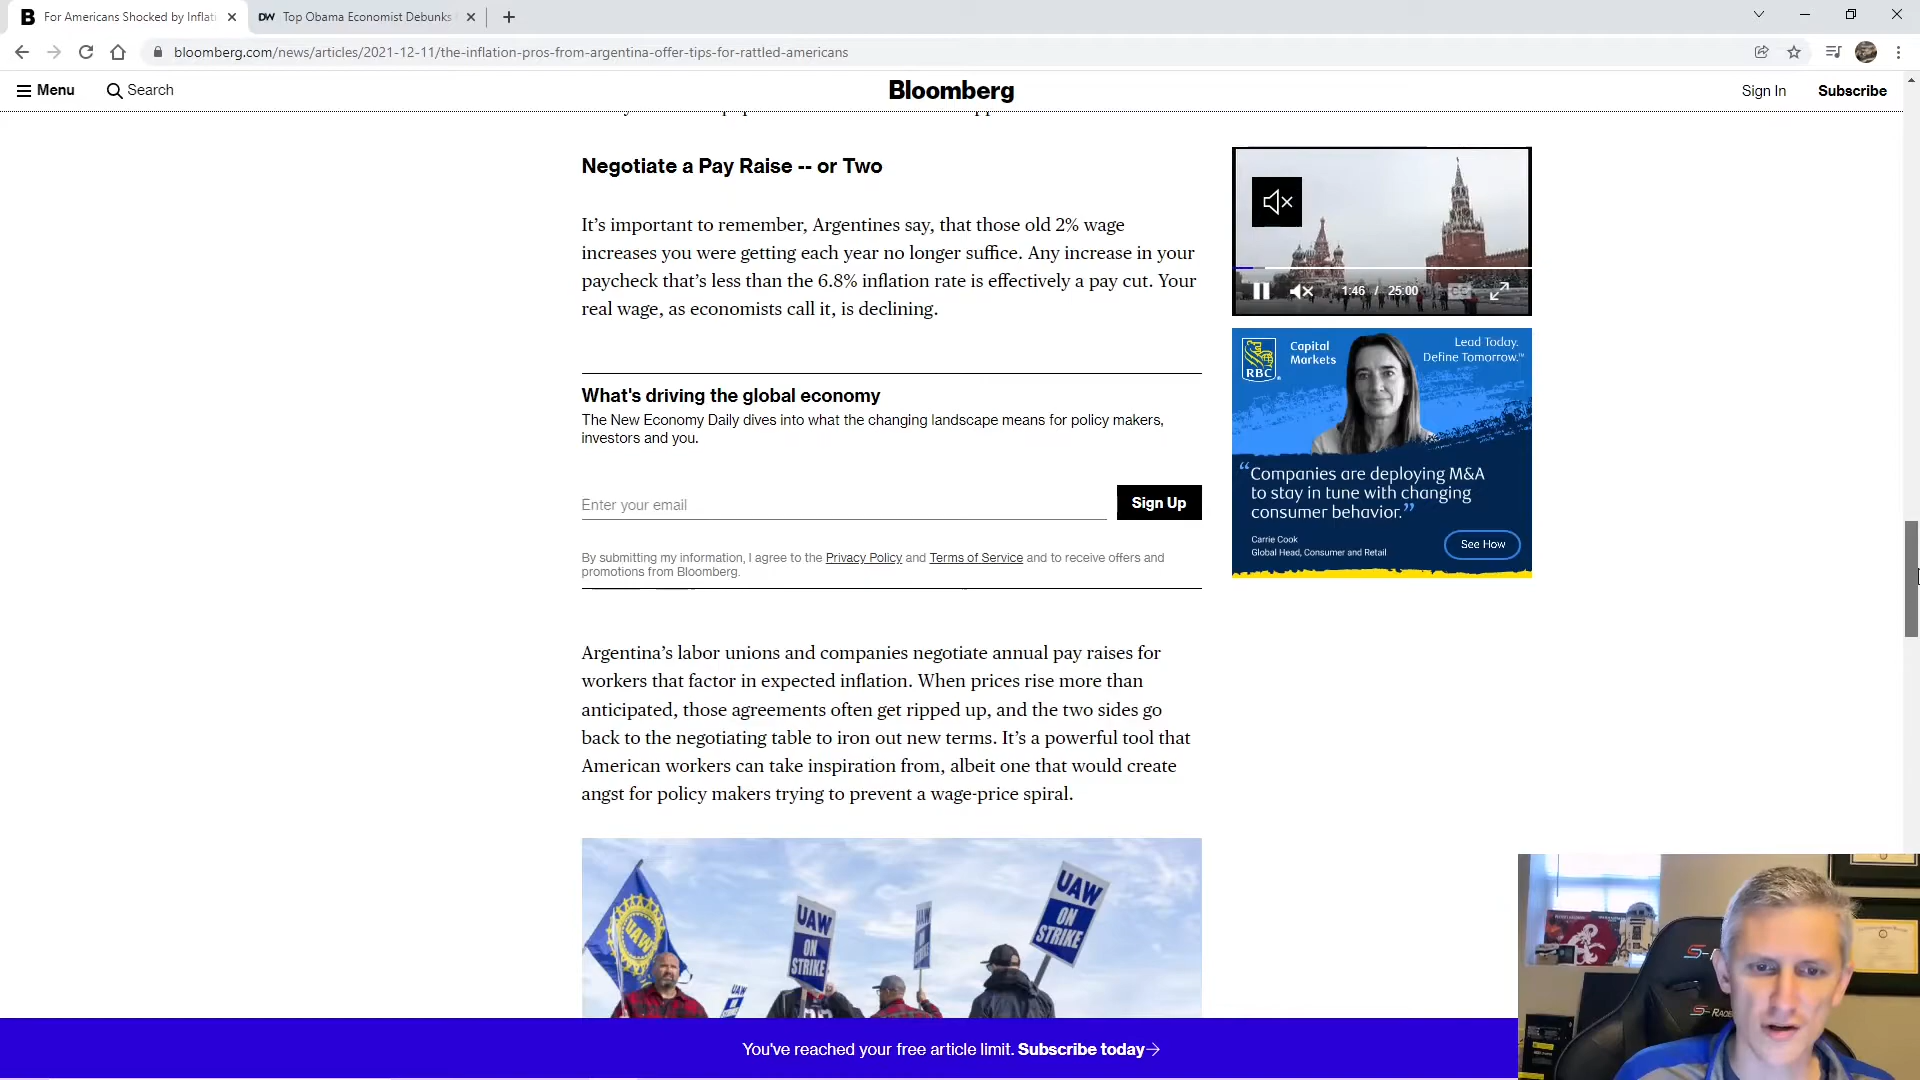 For Americans Shocked by Inflati
DW Top Obama Economist Debunks
bloomberg.com/news/articles/2021-12-11/the-inflation-pros-from-argentina-offer-tips-for-rattled-americans
Menu
Search
Bloomberg
Sign In
Subscribe
Negotiate a Pay Raise -- or Two
It’s important to remember, Argentines say, that those old 2% wage
increases you were getting each year no longer suffice. Any increase in your
paycheck that’s less than the 6.8% inflation rate is effectively a pay cut. Your
real wage, as economists call it, is declining.
1:46 / 25:00
CC
RBC
Capital
Markets
Lead Today.
Define Tomorrow.™
“Companies are deploying M&A
to stay in tune with changing
consumer behavior.”
Carrie Cook
Global Head, Consumer and Retail
See How
What's driving the global economy
The New Economy Daily dives into what the changing landscape means for policy makers,
investors and you.
Enter your email
Sign Up
By submitting my information, I agree to the Privacy Policy and Terms of Service and to receive offers and
promotions from Bloomberg.
Argentina’s labor unions and companies negotiate annual pay raises for
workers that factor in expected inflation. When prices rise more than
anticipated, those agreements often get ripped up, and the two sides go
back to the negotiating table to iron out new terms. It’s a powerful tool that
American workers can take inspiration from, albeit one that would create
angst for policy makers trying to prevent a wage-price spiral.
UAW
UAW
ON
STRIKE
UAW
ON
STRIKE
UAW
You've reached your free article limit. Subscribe today